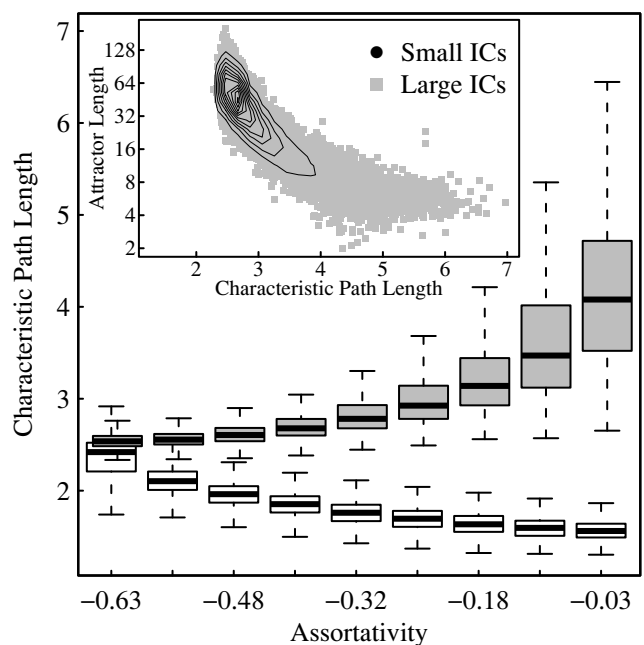 7
6
5
4
3
2
Characteristic Path Length
128
64
32
16
8
4
2
Attractor Length
Small ICs
Large ICs
2 3 4 5 6 7
Characteristic Path Length
−0.63 −0.48 −0.32 −0.18 −0.03
Assortativity